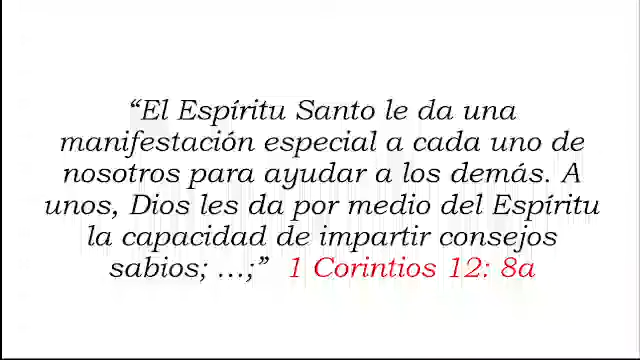 “El Espíritu Santo le da una
manifestación especial a cada uno de
nosotros para ayudar a los demás. A
unos, Dios les da por medio del Espíritu
la capacidad de impartir consejos
sabios; ...;” 1 Corintios 12: 8a